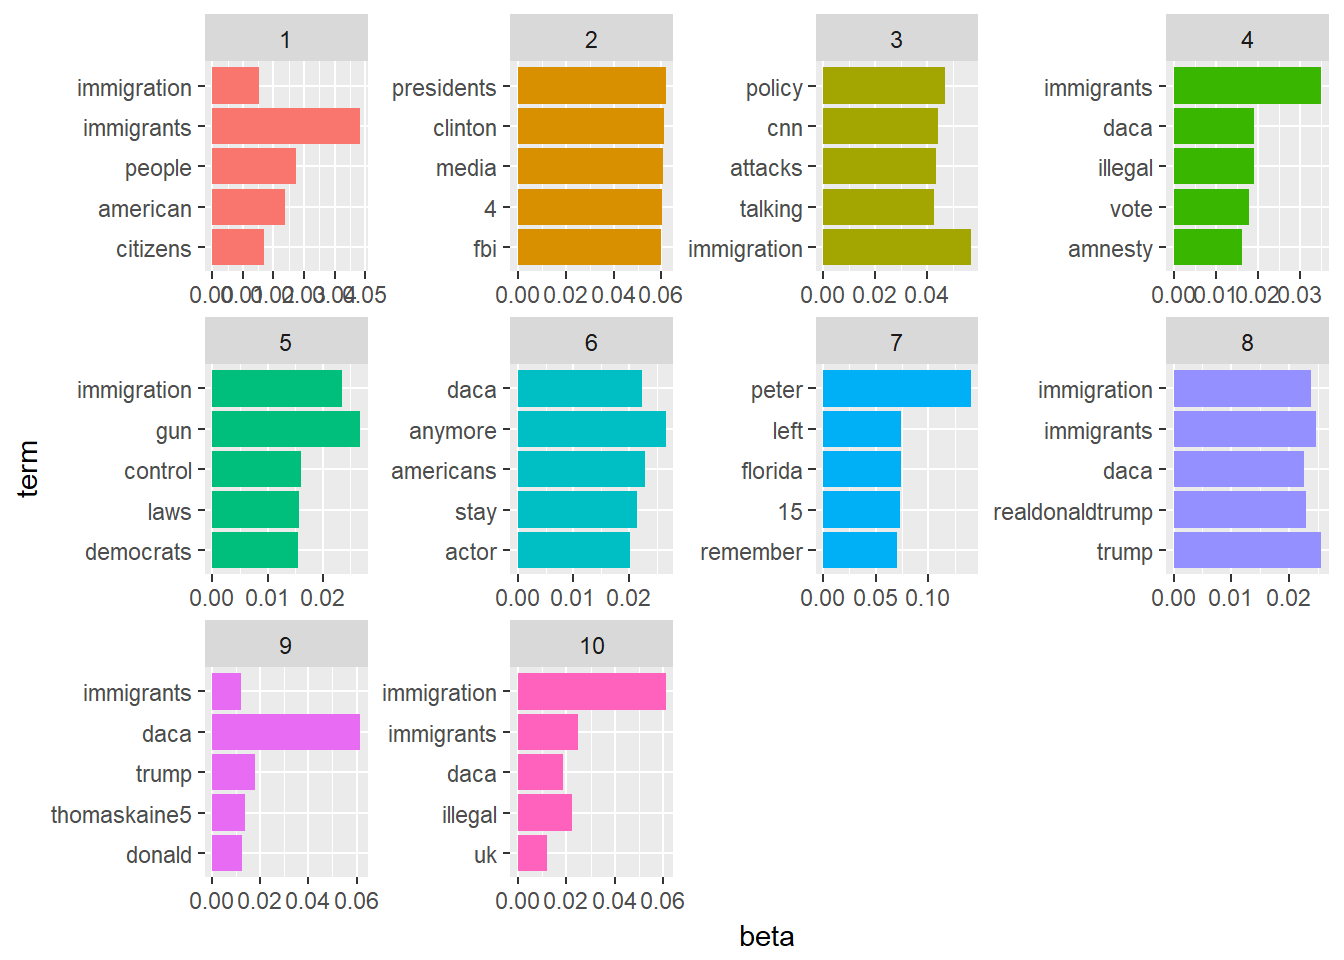 1
immigration
immigrants
people
american
citizens
0.00 0.01 0.02 0.03 0.04 0.05
2
presidents
clinton
media
4
fbi
0.00 0.02 0.04 0.06
3
policy
cnn
attacks
talking
immigration
0.00 0.02 0.04
4
immigrants
daca
illegal
vote
amnesty
0.00 0.01 0.02 0.03
5
immigration
gun
control
laws
democrats
0.00 0.01 0.02
6
daca
anymore
americans
stay
actor
0.00 0.01 0.02
7
peter
left
florida
15
remember
0.00 0.05 0.10
8
immigration
immigrants
daca
realdonaldtrump
trump
0.00 0.01 0.02
9
immigrants
daca
trump
thomaskaine5
donald
0.00 0.02 0.04 0.06
10
immigration
immigrants
daca
illegal
uk
0.00 0.02 0.04 0.06
term
beta